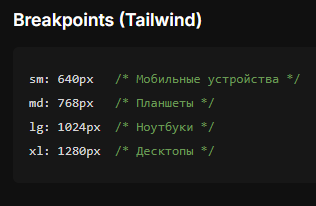 Breakpoints (Tailwind)
sm: 640px /* Мобильные устройства */
md: 768px /* Планшеты */
lg: 1024px /* Ноутбуки */
xl: 1280px /* Десктопы */